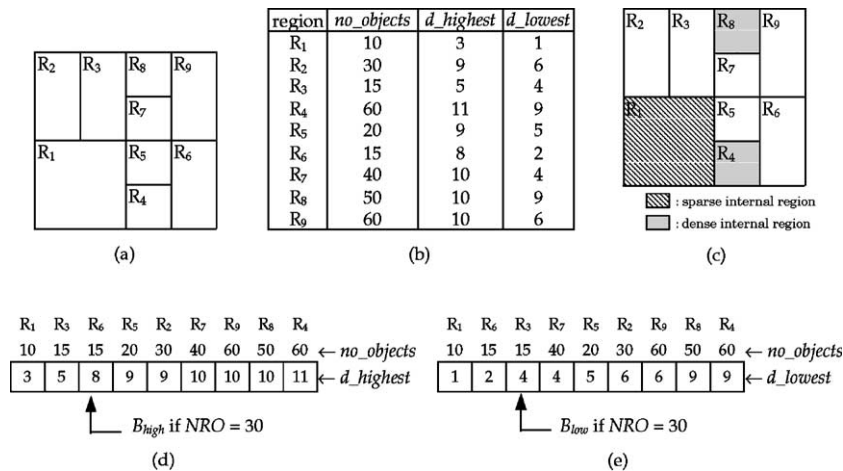 R2 R3 R8 R9
R7
R1 R5 R6
R4
(a)
region no_objects d_highest d_lowest
R1 10 3 1
R2 30 9 6
R3 15 5 4
R4 60 11 9
R5 20 9 5
R6 15 8 2
R7 40 10 4
R8 50 10 9
R9 60 10 6
(b)
R2 R3 R8 R9
R7
R1 R5 R6
R4
: sparse internal region
: dense internal region
(c)
R1 R3 R6 R5 R2 R7 R9 R8 R4
10 15 15 20 30 40 60 50 60 ← no_objects
3 5 8 9 9 10 10 10 11 ← d_highest
Bhigh if NRO = 30
(d)
R1 R6 R3 R7 R5 R2 R9 R8 R4
10 15 15 40 20 30 60 50 60 ← no_objects
1 2 4 4 5 6 6 9 9 ← d_lowest
Blow if NRO = 30
(e)